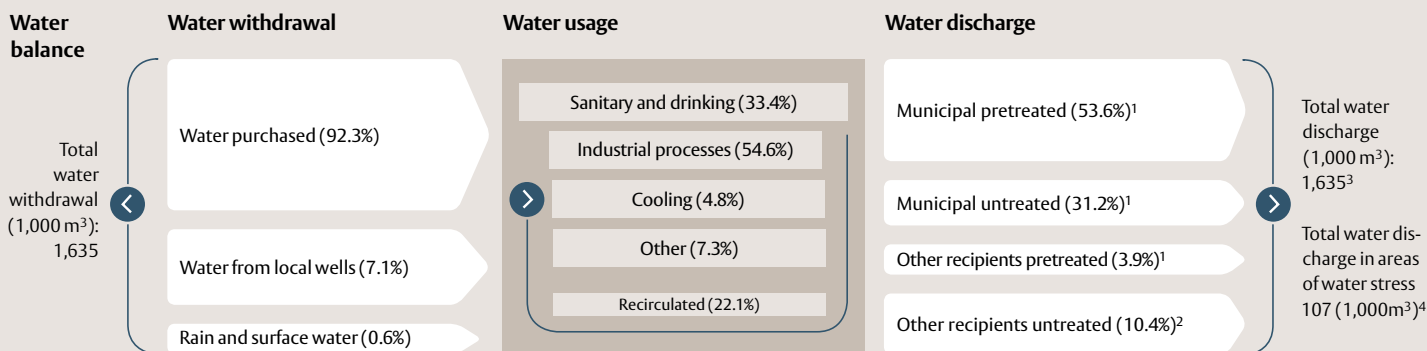 Water
balance
Total
water
withdrawal
(1,000 m³):
1,635
Water withdrawal
Water purchased (92.3%)
Water from local wells (7.1%)
Rain and surface water (0.6%)
Water usage
Sanitary and drinking (33.4%)
Industrial processes (54.6%)
Cooling (4.8%)
Other (7.3%)
Recirculated (22.1%)
Water discharge
Municipal pretreated (53.6%)¹
Municipal untreated (31.2%)¹
Other recipients pretreated (3.9%)¹
Other recipients untreated (10.4%)²
Total water
discharge
(1,000 m³):
1,635³
Total water dis-
charge in areas
of water stress
107 (1,000m³)⁴